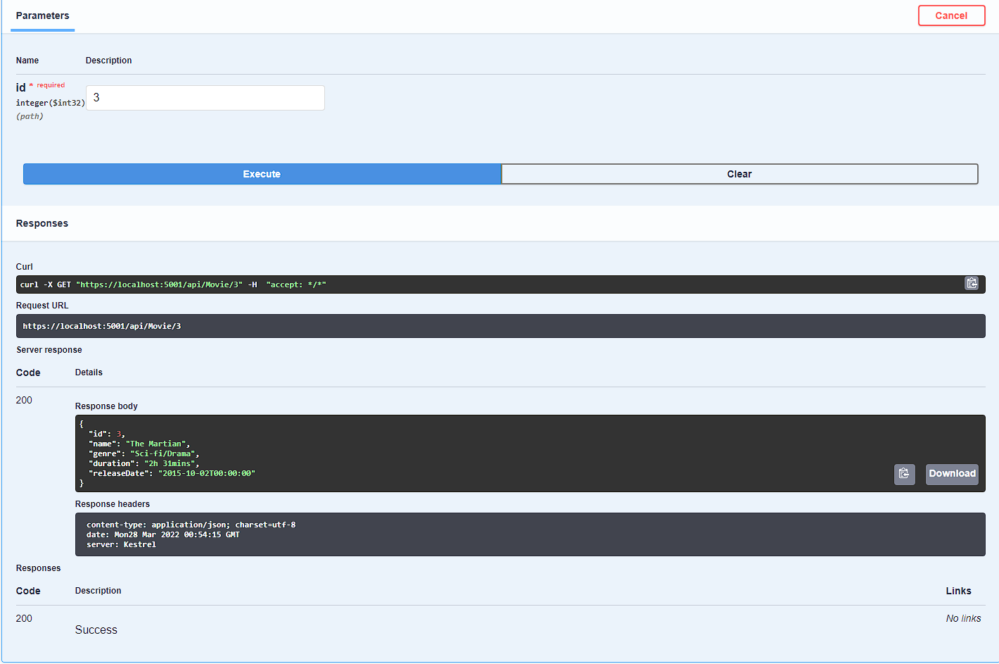 Parameters
Cancel
Name Description
id * required
integer($int32)
3
(path)
Execute Clear
Responses
Curl
curl -X GET "https://localhost:5001/api/Movie/3" -H  "accept: */*"
Request URL
https://localhost:5001/api/Movie/3
Server response
Code Details
200
Response body
{
  "id": 3,
  "name": "The Martian",
  "genre": "Sci-fi/Drama",
  "duration": "2h 31mins",
  "releaseDate": "2015-10-02T00:00:00"
}
Download
Response headers
content-type: application/json; charset=utf-8
date: Mon28 Mar 2022 00:54:15 GMT
server: Kestrel
Responses
Code Description Links
200
Success
No links